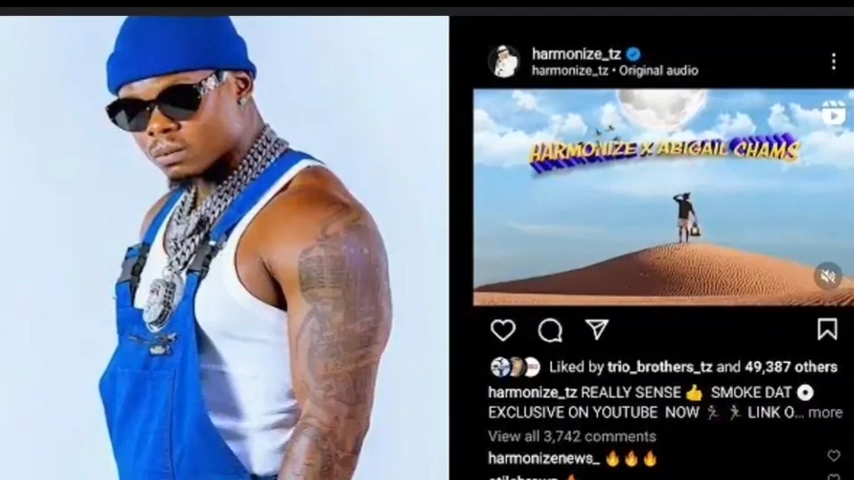 harmonize_tz
harmonize_tz • Original audio
HARMONIZE X ABIGAIL CHAMS
Liked by trio_brothers_tz and 49,387 others
harmonize_tz REALLY SENSE 👍 SMOKE DAT 💿
EXCLUSIVE ON YOUTUBE NOW 🏃🏽‍♀️ 🏃🏽 LINK O... more
View all 3,742 comments
harmonizenews_ 🔥🔥🔥